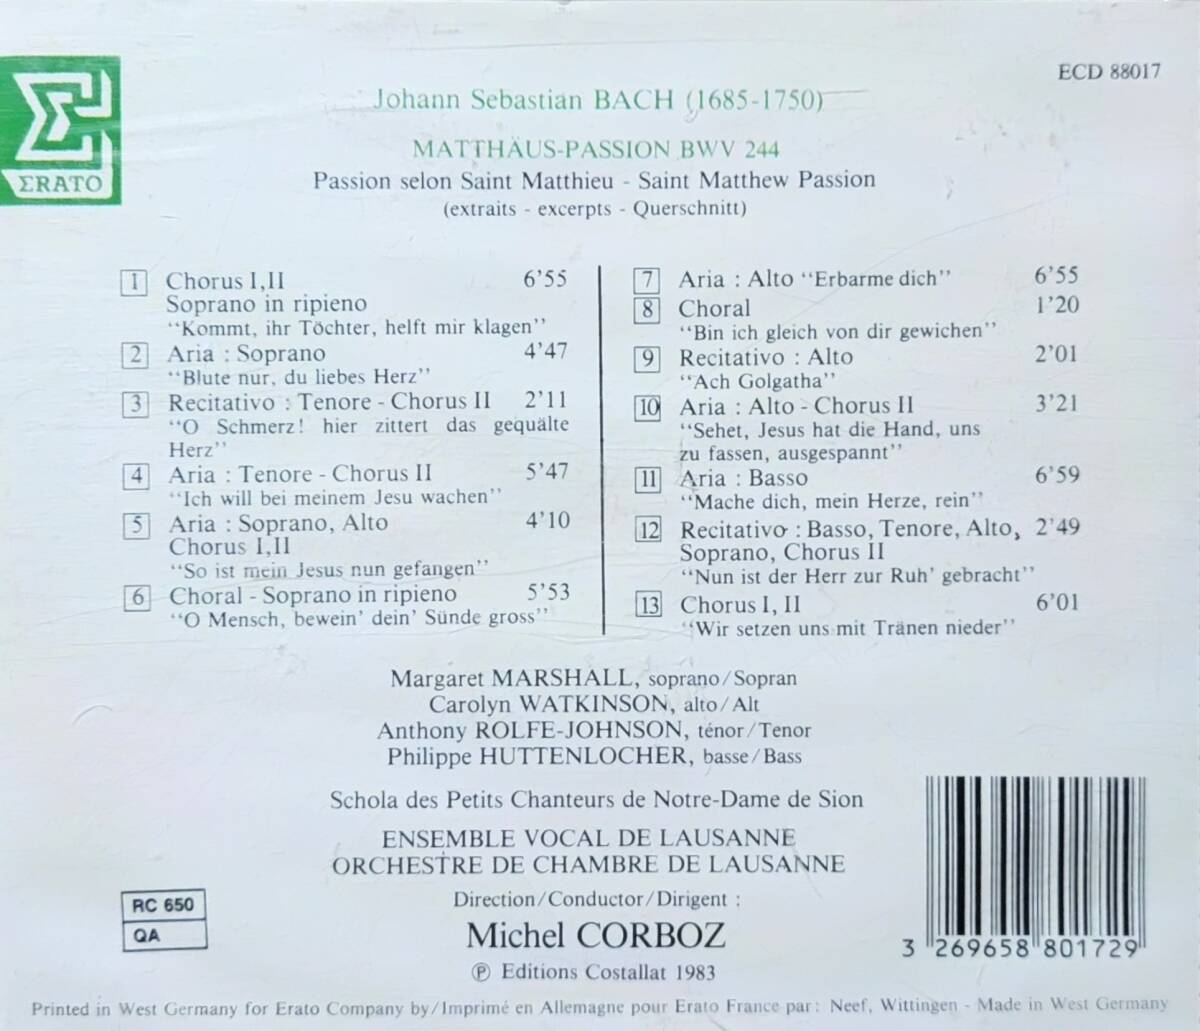 ECD 88017
ΣRATO
Johann Sebastian BACH (1685-1750)
MATTHÄUS-PASSION BWV 244
Passion selon Saint Matthieu - Saint Matthew Passion
(extraits - excerpts - Querschnitt)
1 Chorus I,II 6'55
Soprano in ripieno
"Kommt, ihr Töchter, helft mir klagen"
2 Aria : Soprano 4'47
"Blute nur, du liebes Herz"
3 Recitativo : Tenore - Chorus II 2'11
"O Schmerz! hier zittert das gequälte
Herz"
4 Aria : Tenore - Chorus II 5'47
"Ich will bei meinem Jesu wachen"
5 Aria : Soprano, Alto 4'10
Chorus I,II
"So ist mein Jesus nun gefangen"
6 Choral - Soprano in ripieno 5'53
"O Mensch, bewein' dein' Sünde gross"
7 Aria : Alto "Erbarme dich" 6'55
8 Choral 1'20
"Bin ich gleich von dir gewichen"
9 Recitativo : Alto 2'01
"Ach Golgatha"
10 Aria : Alto - Chorus II 3'21
"Sehet, Jesus hat die Hand, uns
zu fassen, ausgespannt"
11 Aria : Basso 6'59
"Mache dich, mein Herze, rein"
12 Recitativo : Basso, Tenore, Alto, 2'49
Soprano, Chorus II
"Nun ist der Herr zur Ruh' gebracht"
13 Chorus I, II 6'01
"Wir setzen uns mit Tränen nieder"
Margaret MARSHALL, soprano/Sopran
Carolyn WATKINSON, alto/Alt
Anthony ROLFE-JOHNSON, ténor/Tenor
Philippe HUTTENLOCHER, basse/Bass
Schola des Petits Chanteurs de Notre-Dame de Sion
ENSEMBLE VOCAL DE LAUSANNE
ORCHESTRE DE CHAMBRE DE LAUSANNE
Direction/Conductor/Dirigent :
Michel CORBOZ
℗ Editions Costallat 1983
RC 650
QA
3 269658 801729
Printed in West Germany for Erato Company by/Imprimé en Allemagne pour Erato France par: Neef, Wittingen - Made in West Germany